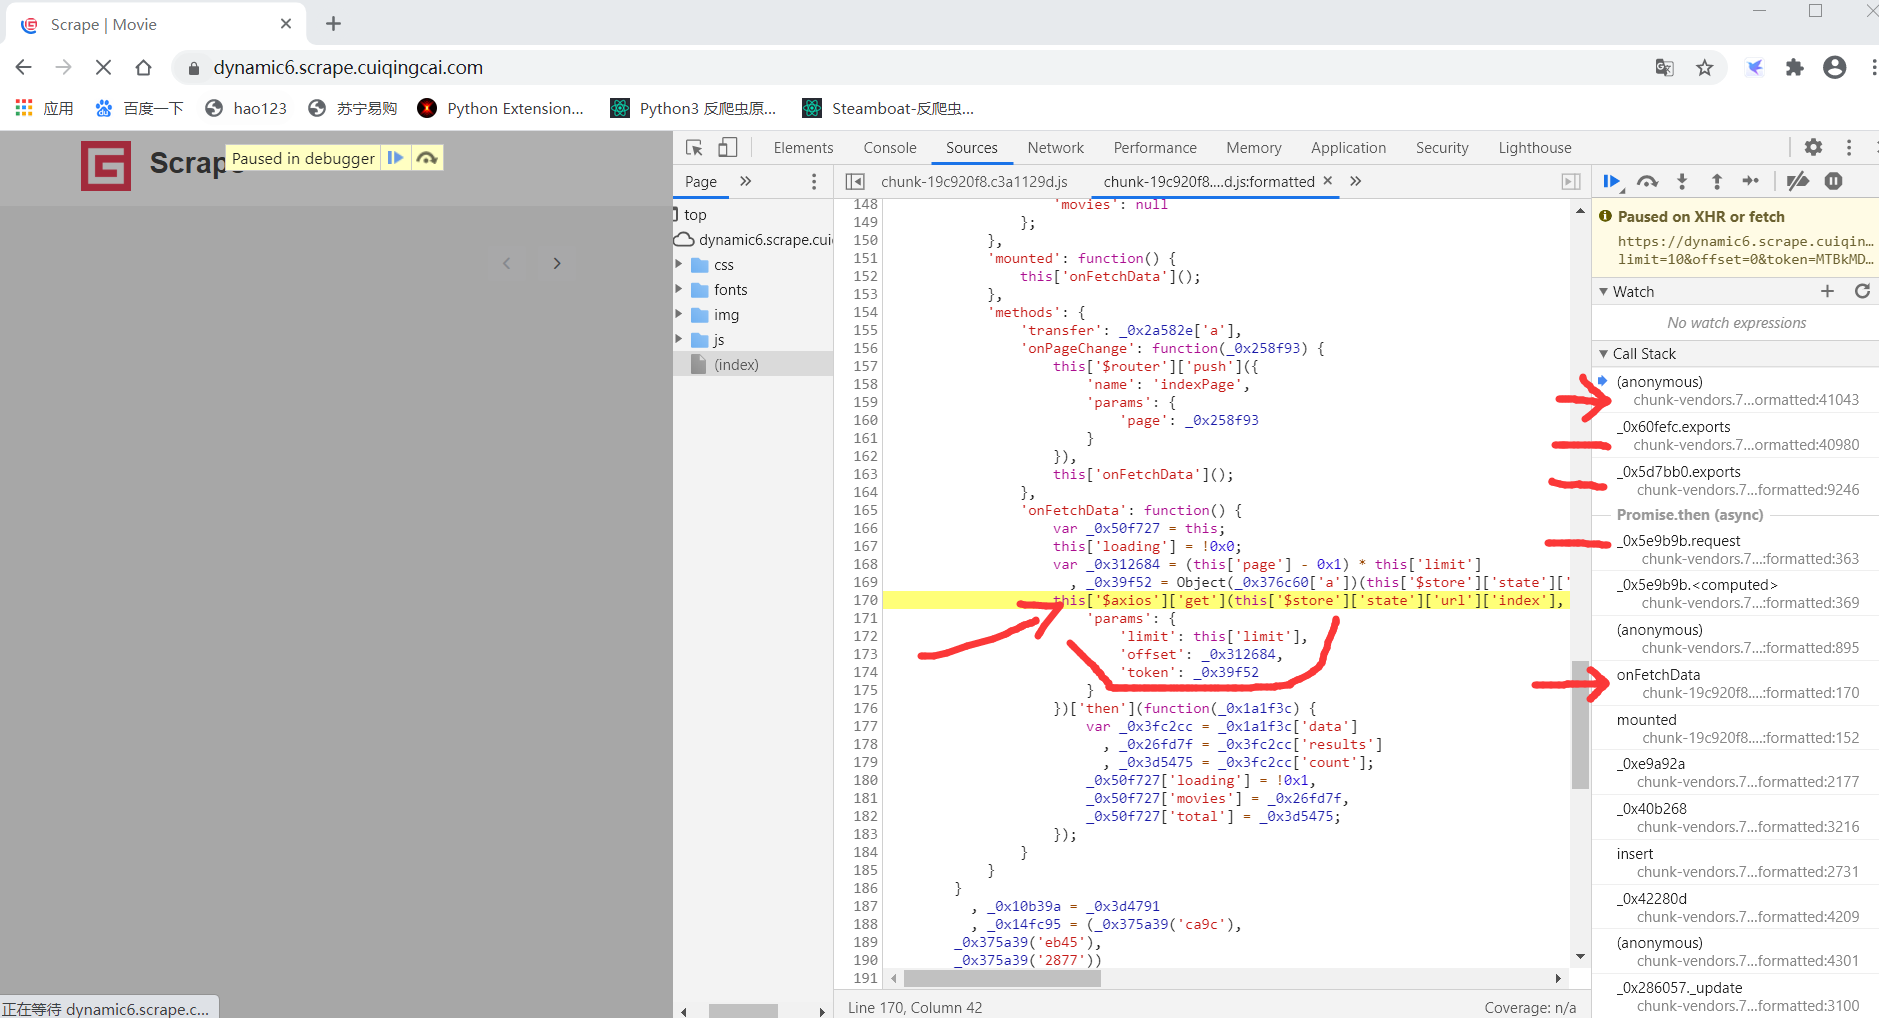 Scrape | Movie
dynamic6.scrape.cuiqingcai.com
应用 百度一下 hao123 苏宁易购 Python Extension... Python3 反爬虫原... Steamboat-反爬虫...
Scrape
Paused in debugger
Elements Console Sources Network Performance Memory Application Security Lighthouse
Page
chunk-19c920f8.c3a1129d.js chunk-19c920f8....d.js:formatted
top
dynamic6.scrape.cui
css
fonts
img
js
(index)
148 'movies': null
149 };
150 },
151 'mounted': function() {
152 this['onFetchData']();
153 },
154 'methods': {
155 'transfer': _0x2a582e['a'],
156 'onPageChange': function(_0x258f93) {
157 this['$router']['push']({
158 'name': 'indexPage',
159 'params': {
160 'page': _0x258f93
161 }
162 }),
163 this['onFetchData']();
164 },
165 'onFetchData': function() {
166 var _0x50f727 = this;
167 this['loading'] = !0x0;
168 var _0x312684 = (this['page'] - 0x1) * this['limit']
169 , _0x39f52 = Object(_0x376c60['a'])(this['$store']['state']['
170 this['$axios']['get'](this['$store']['state']['url']['index'],
171 'params': {
172 'limit': this['limit'],
173 'offset': _0x312684,
174 'token': _0x39f52
175 }
176 })['then'](function(_0x1a1f3c) {
177 var _0x3fc2cc = _0x1a1f3c['data']
178 , _0x26fd7f = _0x3fc2cc['results']
179 , _0x3d5475 = _0x3fc2cc['count'];
180 _0x50f727['loading'] = !0x1,
181 _0x50f727['movies'] = _0x26fd7f,
182 _0x50f727['total'] = _0x3d5475;
183 });
184 }
185 }
186 }
187 , _0x10b39a = _0x3d4791
188 , _0x14fc95 = (_0x375a39('ca9c'),
189 _0x375a39('eb45'),
190 _0x375a39('2877'))
191
Line 170, Column 42
Coverage: n/a
Paused on XHR or fetch
https://dynamic6.scrape.cuiqin...
limit=10&offset=0&token=MTBkMD...
Watch
No watch expressions
Call Stack
(anonymous)
chunk-vendors.7...ormatted:41043
_0x60fefc.exports
chunk-vendors.7...ormatted:40980
_0x5d7bb0.exports
chunk-vendors.7...formatted:9246
Promise.then (async)
_0x5e9b9b.request
chunk-vendors.7...:formatted:363
_0x5e9b9b.<computed>
chunk-vendors.7...:formatted:369
(anonymous)
chunk-vendors.7...:formatted:895
onFetchData
chunk-19c920f8....:formatted:170
mounted
chunk-19c920f8....:formatted:152
_0xe9a92a
chunk-vendors.7...formatted:2177
_0x40b268
chunk-vendors.7...formatted:3216
insert
chunk-vendors.7...formatted:2731
_0x42280d
chunk-vendors.7...formatted:4209
(anonymous)
chunk-vendors.7...formatted:4301
_0x286057._update
chunk-vendors.7...formatted:3100
正在等待 dynamic6.scrape.c...